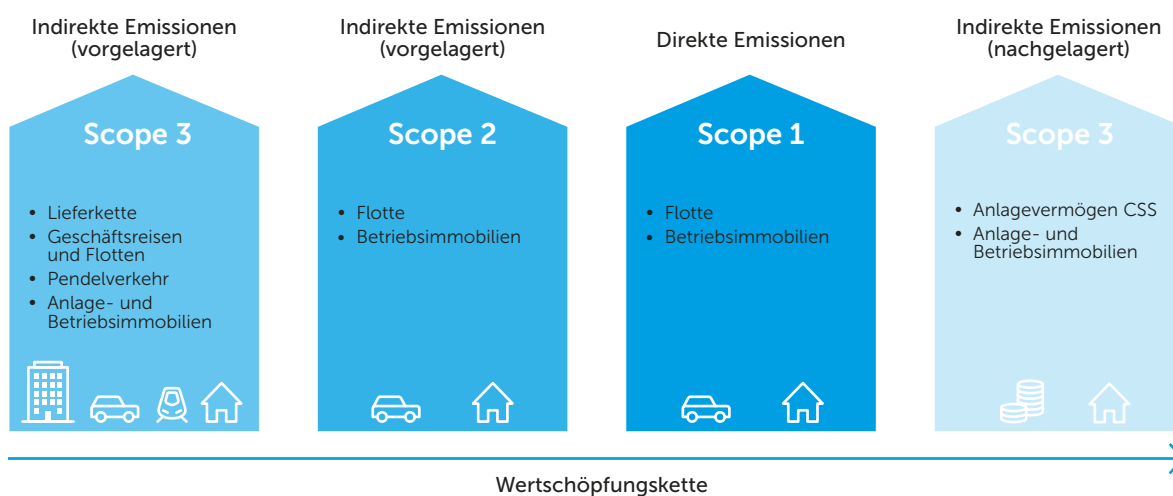 Indirekte Emissionen
(vorgelagert)
Scope 3
• Lieferkette
• Geschäftsreisen
und Flotten
• Pendelverkehr
• Anlage- und
Betriebsimmobilien
Indirekte Emissionen
(vorgelagert)
Scope 2
• Flotte
• Betriebsimmobilien
Direkte Emissionen
Scope 1
• Flotte
• Betriebsimmobilien
Indirekte Emissionen
(nachgelagert)
Scope 3
• Anlagevermögen CSS
• Anlage- und
Betriebsimmobilien
Wertschöpfungskette